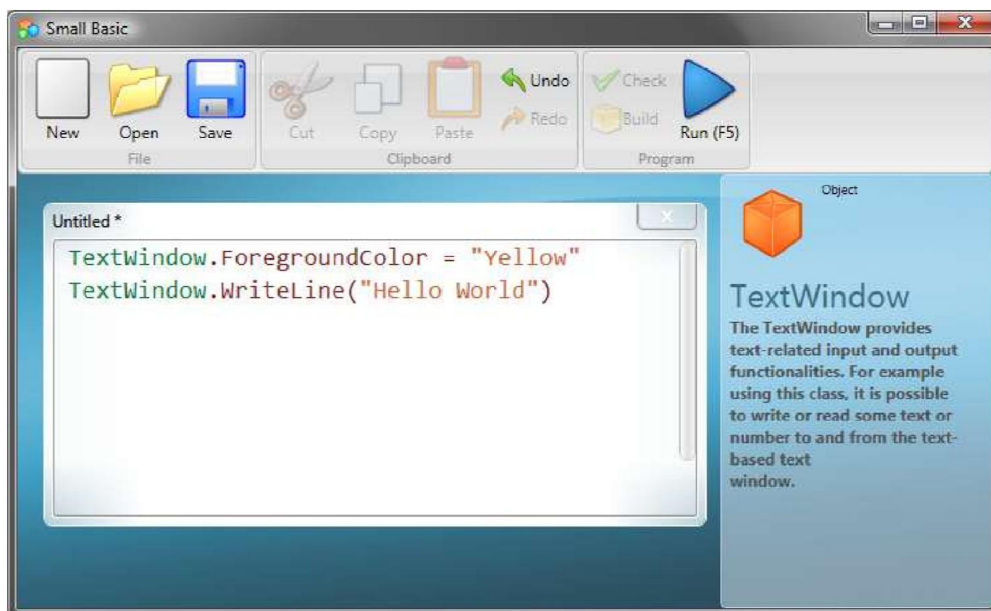 Small Basic
New
Open
Save
File
Cut
Copy
Paste
Undo
Redo
Clipboard
Check
Build
Run (F5)
Program
Untitled *
TextWindow.ForegroundColor = "Yellow"
TextWindow.WriteLine("Hello World")
Object
TextWindow
The TextWindow provides
text-related input and output
functionalities. For example
using this class, it is possible
to write or read some text or
number to and from the text-
based text
window.